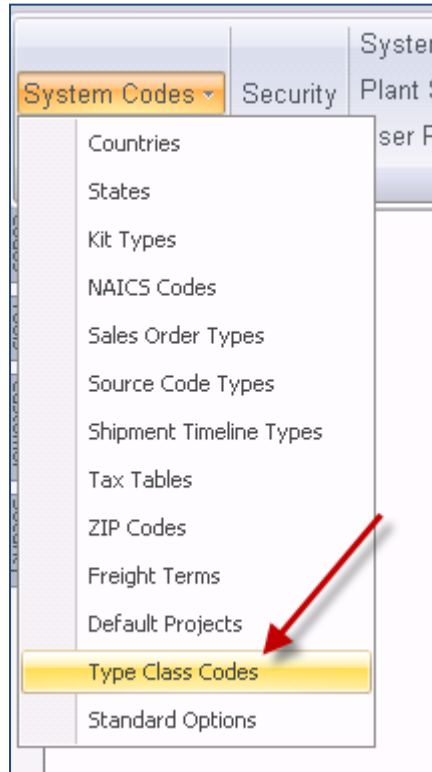 System Codes
Security
Plant
Countries
States
Kit Types
NAICS Codes
Sales Order Types
Source Code Types
Shipment Timeline Types
Tax Tables
ZIP Codes
Freight Terms
Default Projects
Type Class Codes
Standard Options